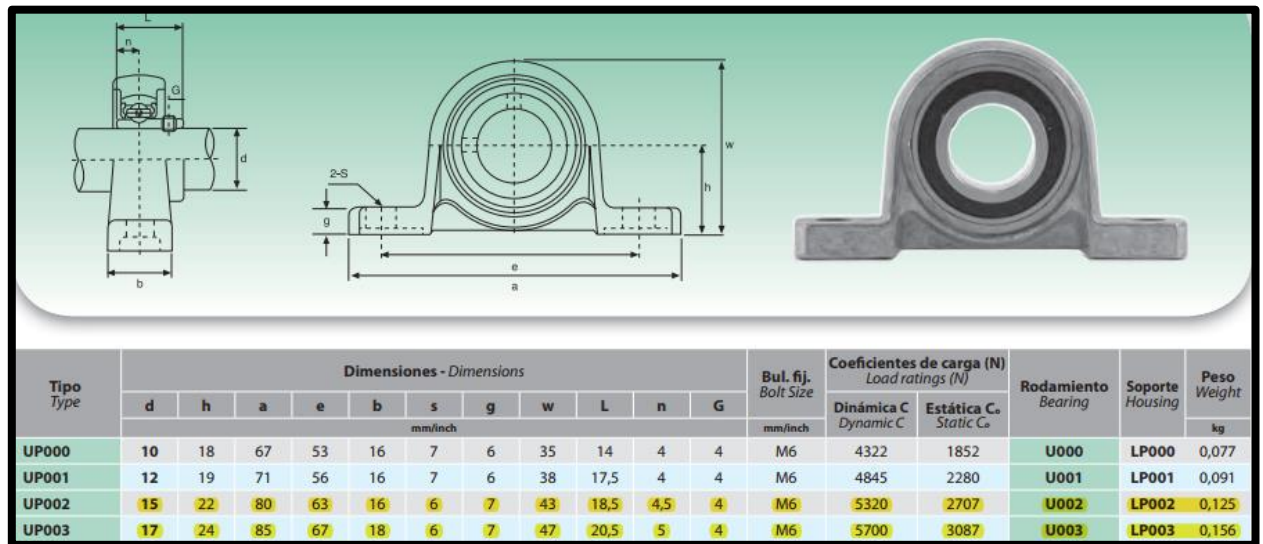 L
n
G
d
b
2-S
g
e
a
w
h
Tipo Type Dimensiones - Dimensions Bul. fij. Bolt Size Coeficientes de carga (N) Load ratings (N) Rodamiento Bearing Soporte Housing Peso Weight
d h a e b s g w L n G Dinámica C Dynamic C Estática Cₒ Static Cₒ
mm/inch mm/inch kg
UP000 10 18 67 53 16 7 6 35 14 4 4 M6 4322 1852 U000 LP000 0,077
UP001 12 19 71 56 16 7 6 38 17,5 4 4 M6 4845 2280 U001 LP001 0,091
UP002 15 22 80 63 16 6 7 43 18,5 4,5 4 M6 5320 2707 U002 LP002 0,125
UP003 17 24 85 67 18 6 7 47 20,5 5 4 M6 5700 3087 U003 LP003 0,156